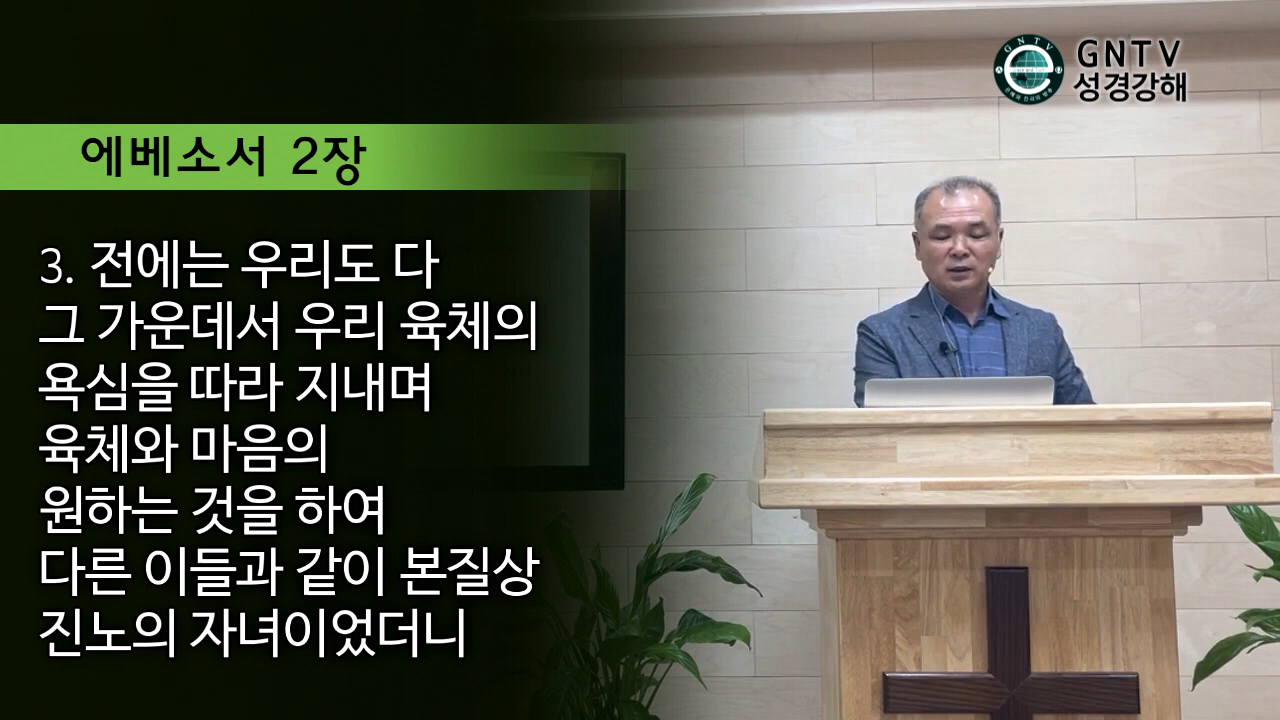 GNTV
성경강해
GNTV
에베소서 2장
3. 전에는 우리도 다
그 가운데서 우리 육체의
욕심을 따라 지내며
육체와 마음의
원하는 것을 하여
다른 이들과 같이 본질상
진노의 자녀이었더니